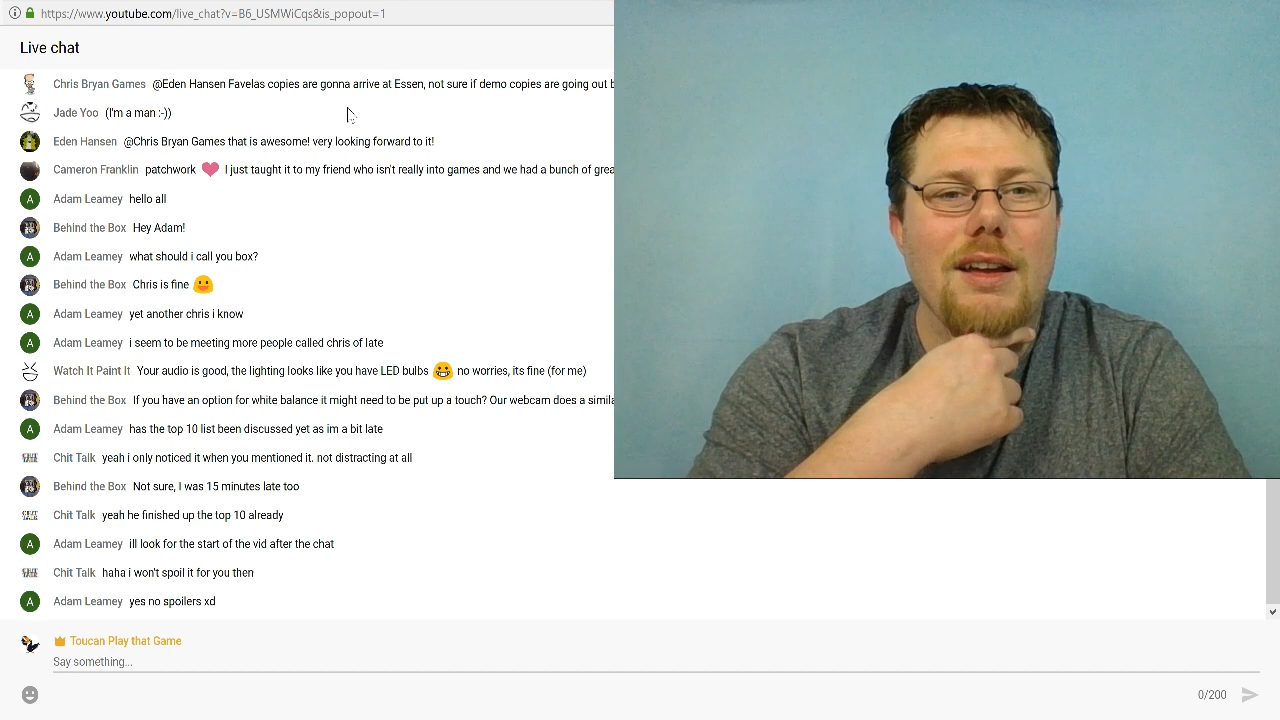 https://www.youtube.com/live_chat?v=B6_USMWiCqs&is_popout=1
Live chat
Chris Bryan Games @Eden Hansen Favelas copies are gonna arrive at Essen, not sure if demo copies are going out
Jade Yoo (I'm a man :-))
Eden Hansen @Chris Bryan Games that is awesome! very looking forward to it!
Cameron Franklin patchwork I just taught it to my friend who isn't really into games and we had a bunch of
Adam Leamey hello all
Behind the Box Hey Adam!
Adam Leamey what should i call you box?
Behind the Box Chris is fine
Adam Leamey yet another chris i know
Adam Leamey i seem to be meeting more people called chris of late
Watch It Paint It Your audio is good, the lighting looks like you have LED bulbs no worries, its fine (for me)
Behind the Box If you have an option for white balance it might need to be put up a touch? Our webcam does a
A Adam Leamey has the top 10 list been discussed yet as im a bit late
Chit Talk yeah i only noticed it when you mentioned it. not distracting at all
Behind the Box Not sure, I was 15 minutes late too
Chit Talk yeah he finished up the top 10 already
Adam Leamey ill look for the start of the vid after the chat
Chit Talk haha i won't spoil it for you then
Adam Leamey yes no spoilers xd
Toucan Play that Game
Say something...
0/200